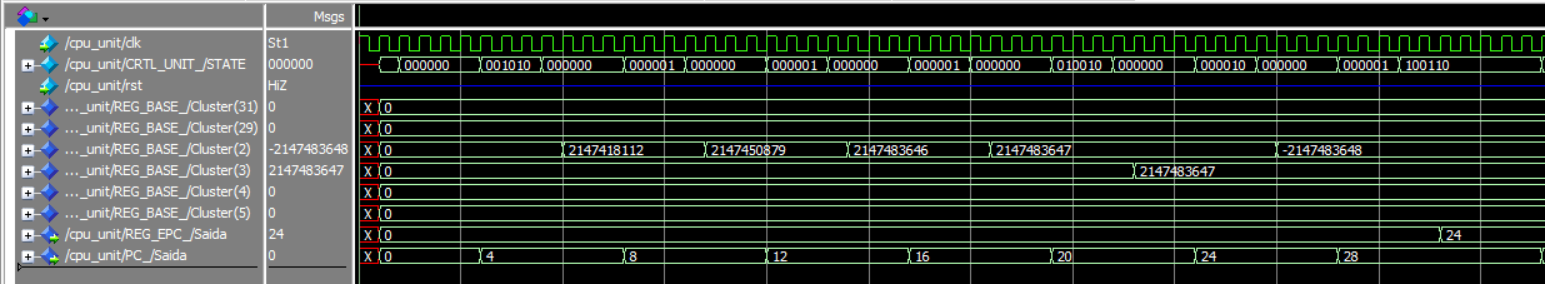 Msgs
/cpu_unit/clk St1
/cpu_unit/CRTL_UNIT_/STATE 000000 000000 001010 000000 000001 000000 000001 000000 000001 000000 010010 000000 000010 000000 000001 100110
/cpu_unit/rst HiZ
..._unit/REG_BASE_/Cluster(31) 0 X 0
..._unit/REG_BASE_/Cluster(29) 0 X 0
..._unit/REG_BASE_/Cluster(2) -2147483648 X 0 2147418112 2147450879 2147483646 2147483647 -2147483648
..._unit/REG_BASE_/Cluster(3) 2147483647 X 0 2147483647
..._unit/REG_BASE_/Cluster(4) 0 X 0
..._unit/REG_BASE_/Cluster(5) 0 X 0
/cpu_unit/REG_EPC_/Saida 24 X 0 24
/cpu_unit/PC_/Saida 0 X 0 4 8 12 16 20 24 28